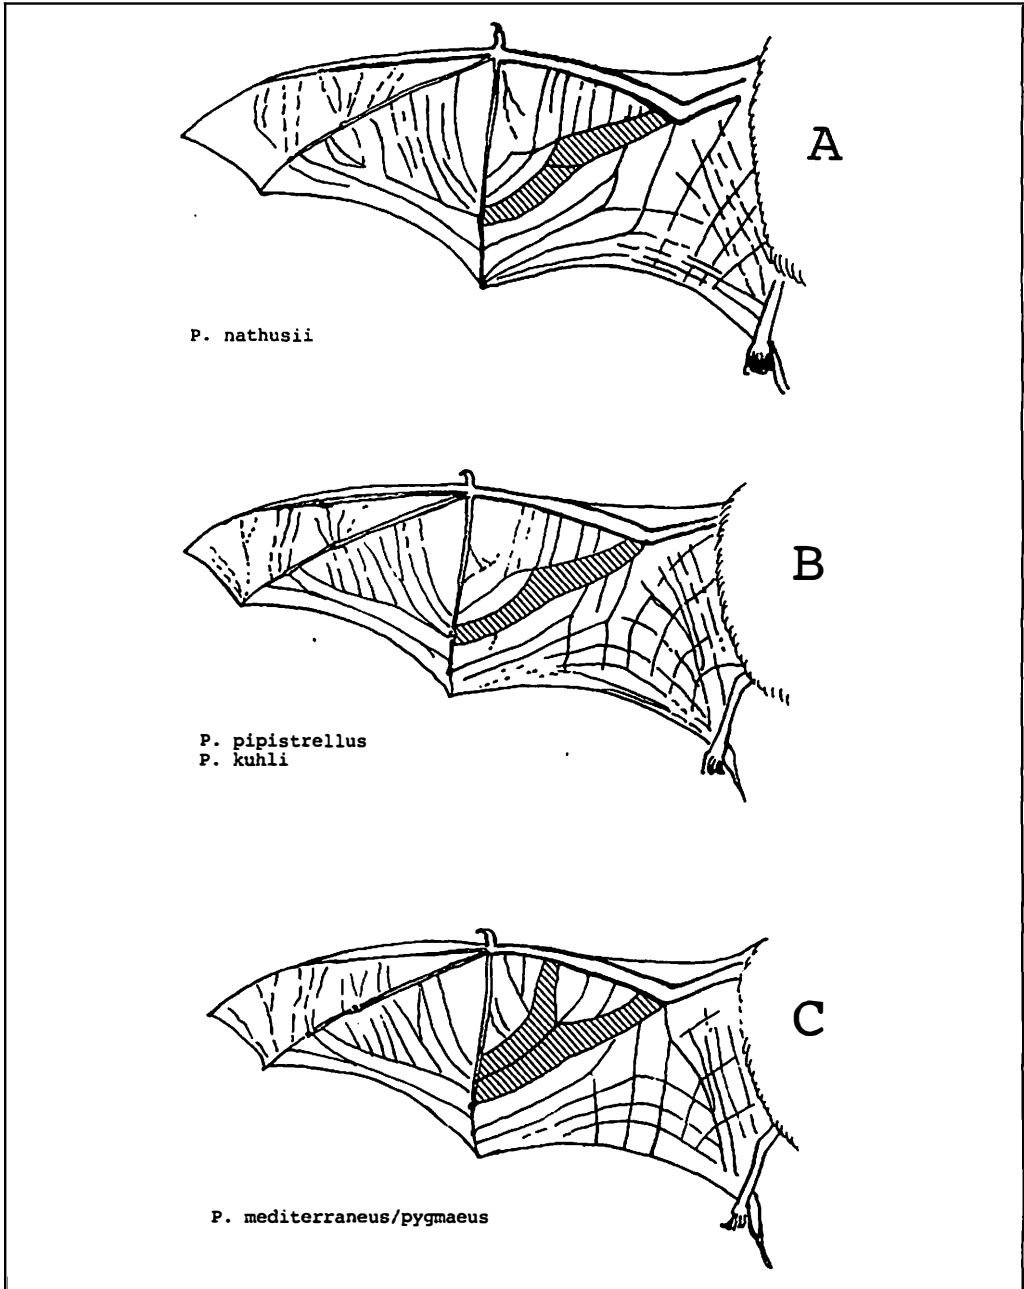 A
P. nathusii
B
P. pipistrellus
P. kuhli
C
P. mediterraneus/pygmaeus